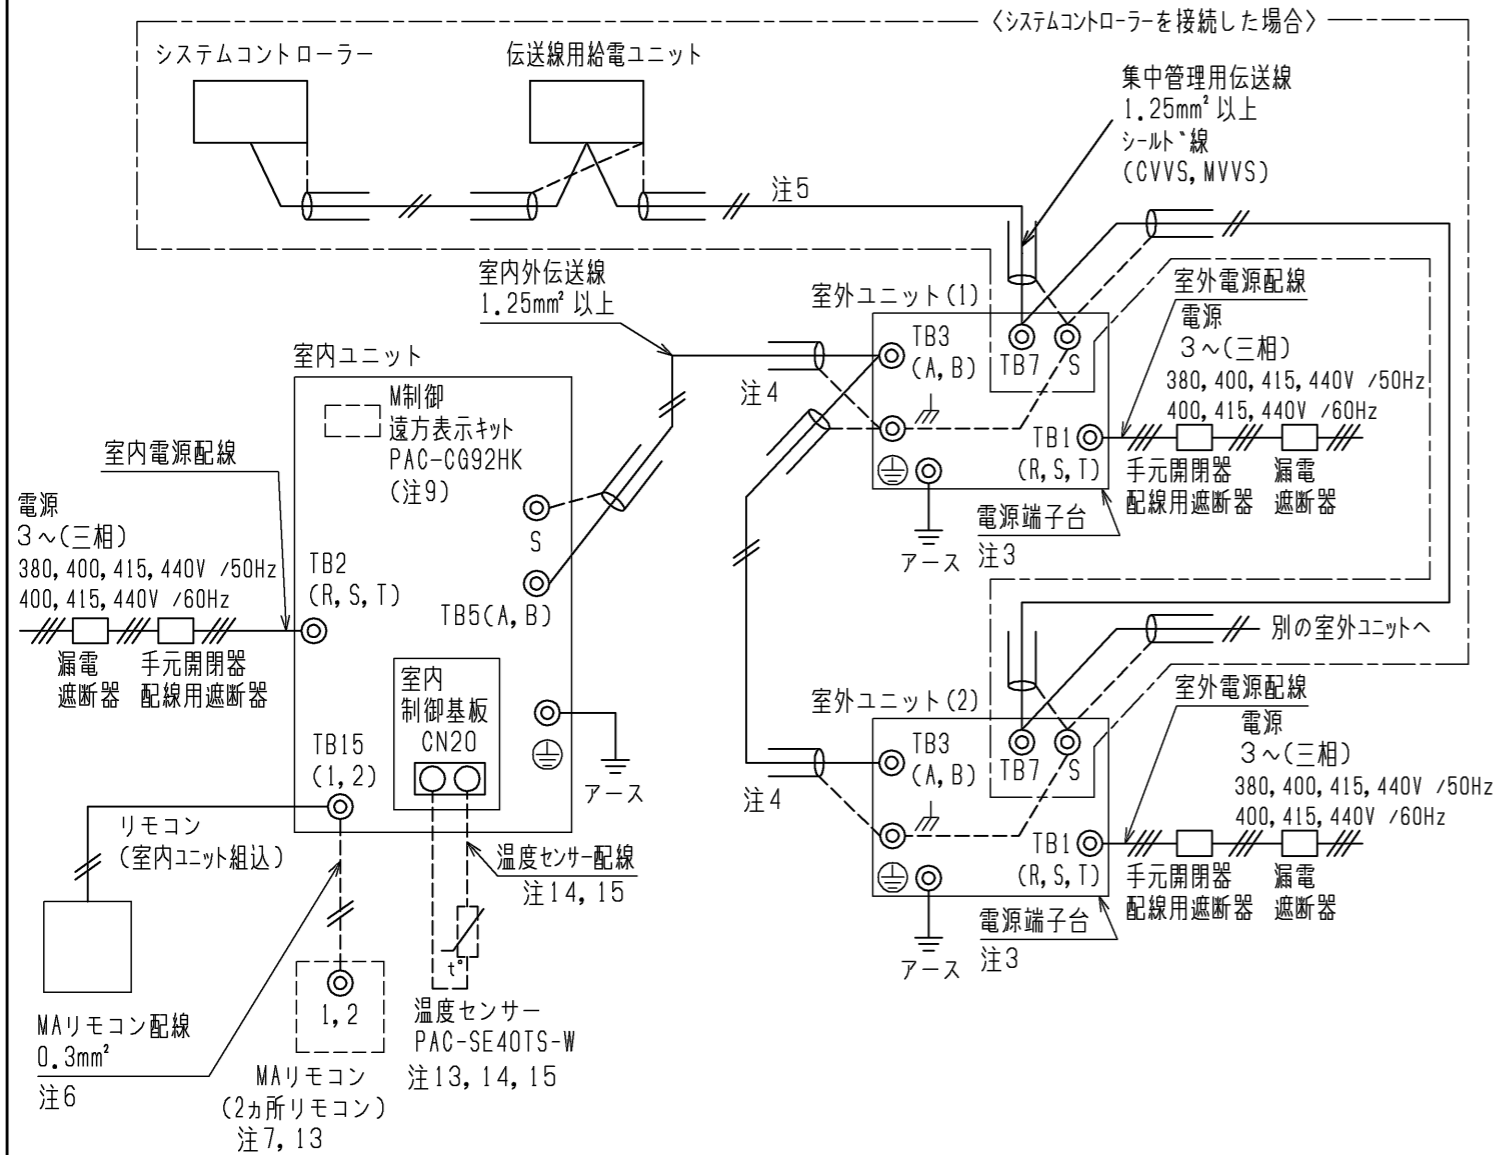 〈システムコントローラーを接続した場合〉
システムコントローラー
伝送線用給電ユニット
集中管理用伝送線
1.25mm² 以上
シールド線
(CVVS, MVVS)
注5
室内外伝送線
1.25mm² 以上
室外ユニット(1)
TB3
(A, B)
TB7
S
TB1
(R, S, T)
注4
室外電源配線
電源
3～(三相)
380, 400, 415, 440V /50Hz
400, 415, 440V /60Hz
手元開閉器
配線用遮断器
漏電
遮断器
電源端子台
注3
アース
室内ユニット
M制御
遠方表示キット
PAC-CG92HK
(注9)
S
TB5(A, B)
TB2
(R, S, T)
室内電源配線
電源
3～(三相)
380, 400, 415, 440V /50Hz
400, 415, 440V /60Hz
漏電
遮断器
手元開閉器
配線用遮断器
室内
制御基板
CN20
TB15
(1, 2)
アース
リモコン
(室内ユニット組込)
温度センサー配線
注14, 15
t°
温度センサー
PAC-SE40TS-W
注13, 14, 15
1, 2
MAリモコン
(2ヵ所リモコン)
注7, 13
MAリモコン配線
0.3mm²
注6
別の室外ユニットへ
室外ユニット(2)
TB3
(A, B)
TB7
S
TB1
(R, S, T)
注4
室外電源配線
電源
3～(三相)
380, 400, 415, 440V /50Hz
400, 415, 440V /60Hz
手元開閉器
配線用遮断器
漏電
遮断器
電源端子台
注3
アース